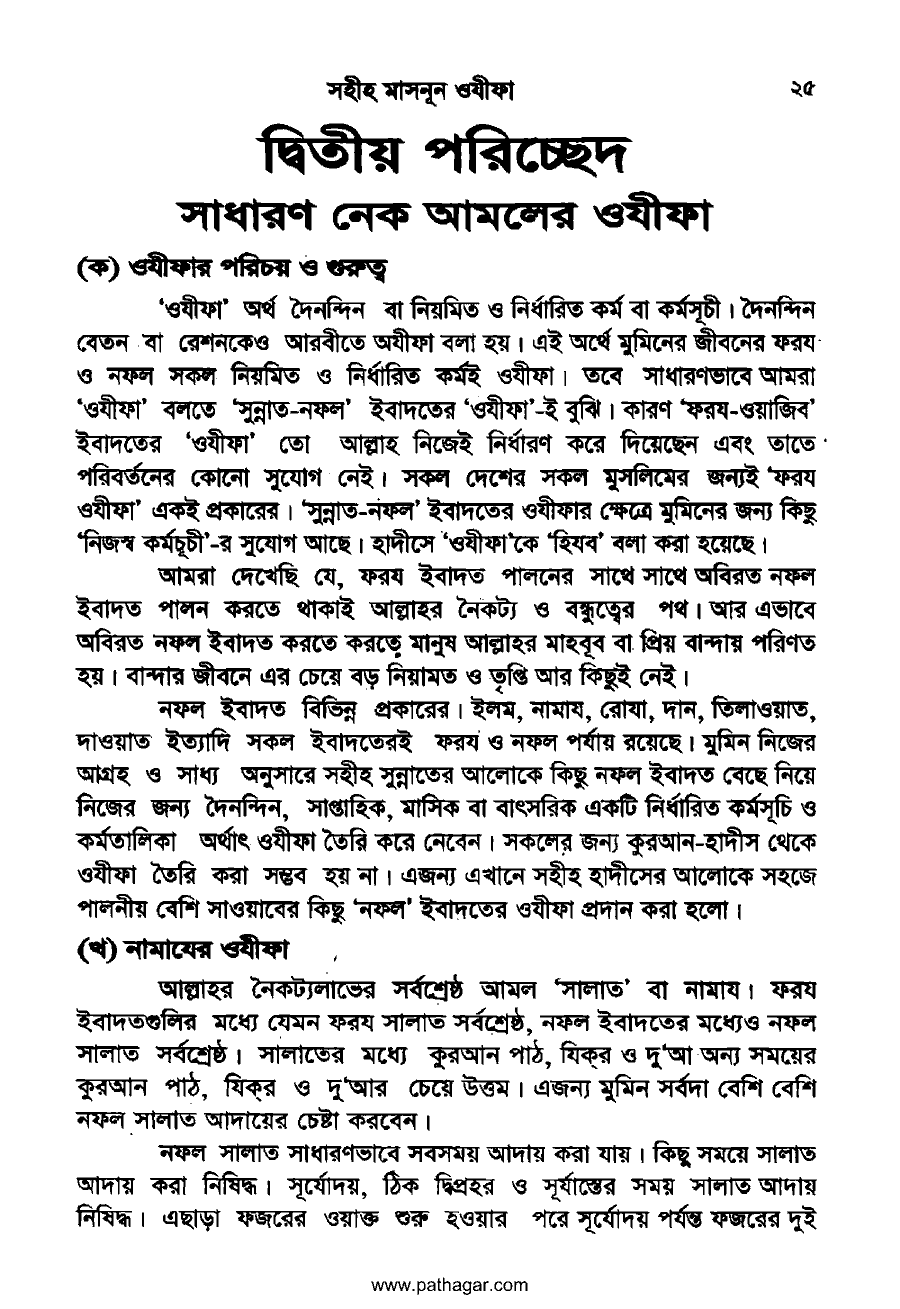 সহীহ মাসনূন ওযীফা ২৫
দ্বিতীয় পরিচ্ছেদ
সাধারণ নেক আমলের ওযীফা
(ক) ওযীফার পরিচয় ও গুরুত্ব
‘ওযীফা’ অর্থ দৈনন্দিন বা নিয়মিত ও নির্ধারিত কর্ম বা কর্মসূচী। দৈনন্দিন
বেতন বা রেশনকেও আরবীতে অযীফা বলা হয়। এই অর্থে মুমিনের জীবনের ফরয
ও নফল সকল নিয়মিত ও নির্ধারিত কর্মই ওযীফা। তবে সাধারণভাবে আমরা
‘ওযীফা’ বলতে ‘সুন্নাত-নফল’ ইবাদতের ‘ওযীফা’-ই বুঝি। কারণ ‘ফরয-ওয়াজিব’
ইবাদতের ‘ওযীফা’ তো আল্লাহ নিজেই নির্ধারণ করে দিয়েছেন এবং তাতে
পরিবর্তনের কোনো সুযোগ নেই। সকল দেশের সকল মুসলিমের জন্যই ‘ফরয
ওযীফা’ একই প্রকারের। ‘সুন্নাত-নফল’ ইবাদতের ওযীফার ক্ষেত্রে মুমিনের জন্য কিছু
‘নিজস্ব কর্মচূচী’-র সুযোগ আছে। হাদীসে ‘ওযীফা’কে ‘হিযব’ বলা করা হয়েছে।
আমরা দেখেছি যে, ফরয ইবাদত পালনের সাথে সাথে অবিরত নফল
ইবাদত পালন করতে থাকাই আল্লাহর নৈকট্য ও বন্ধুত্বের পথ। আর এভাবে
অবিরত নফল ইবাদত করতে করতে মানুষ আল্লাহর মাহবূব বা প্রিয় বান্দায় পরিণত
হয়। বান্দার জীবনে এর চেয়ে বড় নিয়ামত ও তৃপ্তি আর কিছুই নেই।
নফল ইবাদত বিভিন্ন প্রকারের। ইলম, নামায, রোযা, দান, তিলাওয়াত,
দাওয়াত ইত্যাদি সকল ইবাদতেরই ফরয ও নফল পর্যায় রয়েছে। মুমিন নিজের
আগ্রহ ও সাধ্য অনুসারে সহীহ সুন্নাতের আলোকে কিছু নফল ইবাদত বেছে নিয়ে
নিজের জন্য দৈনন্দিন, সাপ্তাহিক, মাসিক বা বাৎসরিক একটি নির্ধারিত কর্মসূচি ও
কর্মতালিকা অর্থাৎ ওযীফা তৈরি করে নেবেন। সকলের জন্য কুরআন-হাদীস থেকে
ওযীফা তৈরি করা সম্ভব হয় না। এজন্য এখানে সহীহ হাদীসের আলোকে সহজে
পালনীয় বেশি সাওয়াবের কিছু ‘নফল’ ইবাদতের ওযীফা প্রদান করা হলো।
(খ) নামাযের ওযীফা
আল্লাহর নৈকট্যলাভের সর্বশ্রেষ্ঠ আমল ‘সালাত’ বা নামায। ফরয
ইবাদতগুলির মধ্যে যেমন ফরয সালাত সর্বশ্রেষ্ঠ, নফল ইবাদতের মধ্যেও নফল
সালাত সর্বশ্রেষ্ঠ। সালাতের মধ্যে কুরআন পাঠ, যিক্‌র ও দু‘আ অন্য সময়ের
কুরআন পাঠ, যিক্‌র ও দু‘আর চেয়ে উত্তম। এজন্য মুমিন সর্বদা বেশি বেশি
নফল সালাত আদায়ের চেষ্টা করবেন।
নফল সালাত সাধারণভাবে সবসময় আদায় করা যায়। কিছু সময়ে সালাত
আদায় করা নিষিদ্ধ। সূর্যোদয়, ঠিক দ্বিপ্রহর ও সূর্যাস্তের সময় সালাত আদায়
নিষিদ্ধ। এছাড়া ফজরের ওয়াক্ত শুরু হওয়ার পরে সূর্যোদয় পর্যন্ত ফজরের দুই
www.pathagar.com